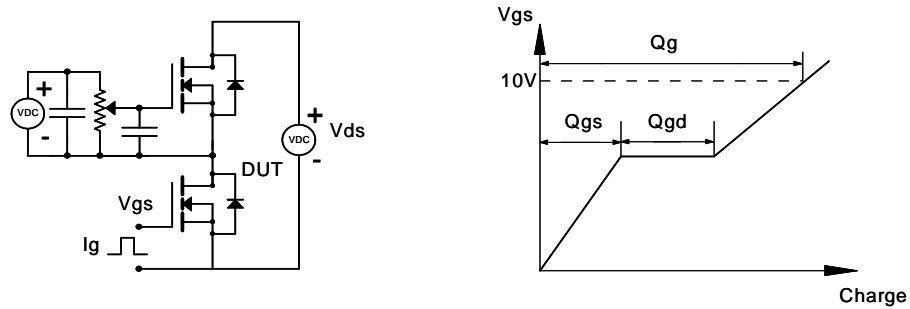 +
VDC
-
+
VDC
-
Vds
DUT
Vgs
Ig
Vgs
Qg
10V
Qgs
Qgd
Charge